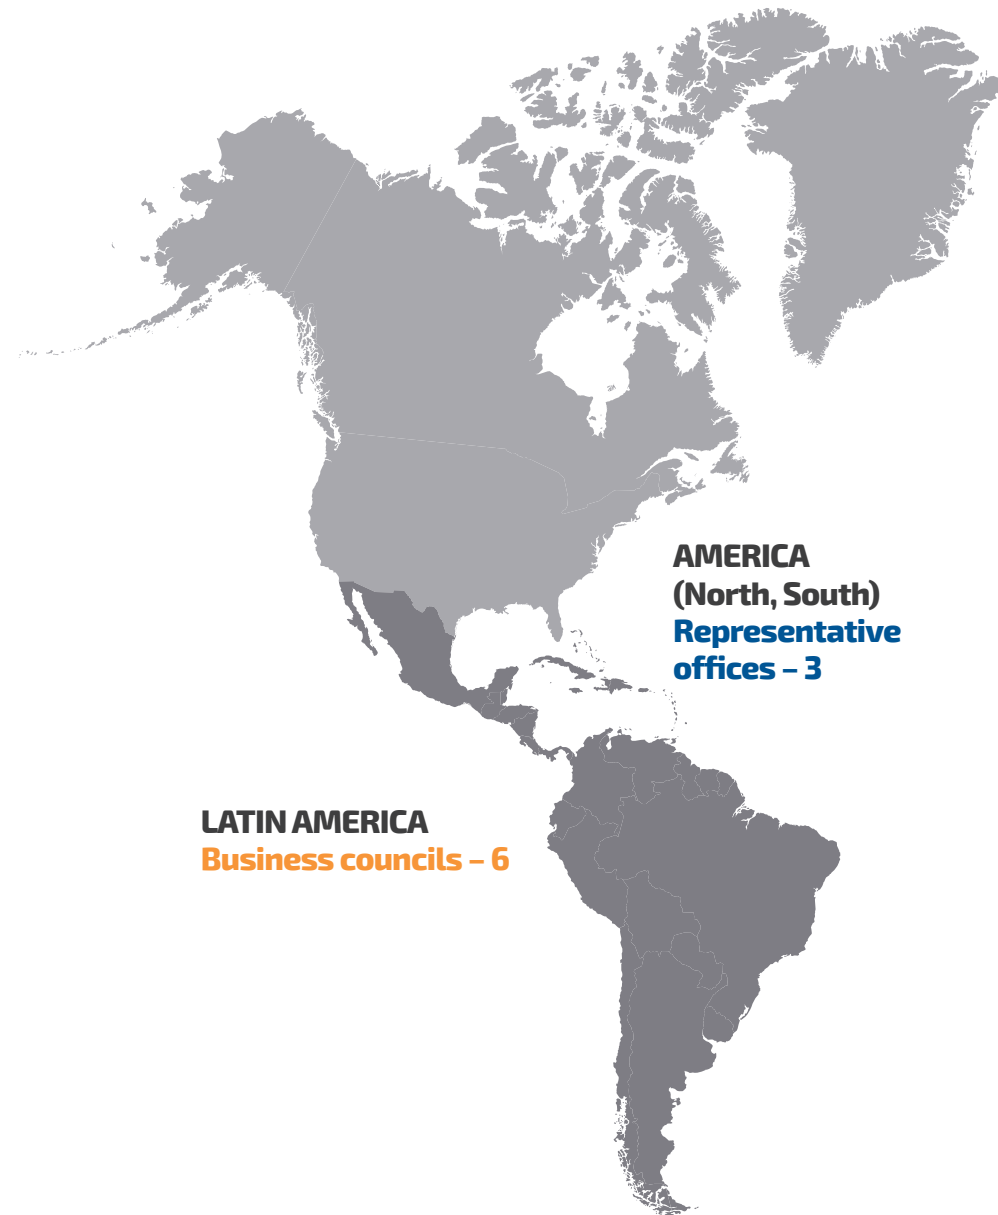 AMERICA
(North, South)
Representative
offices – 3
LATIN AMERICA
Business councils – 6